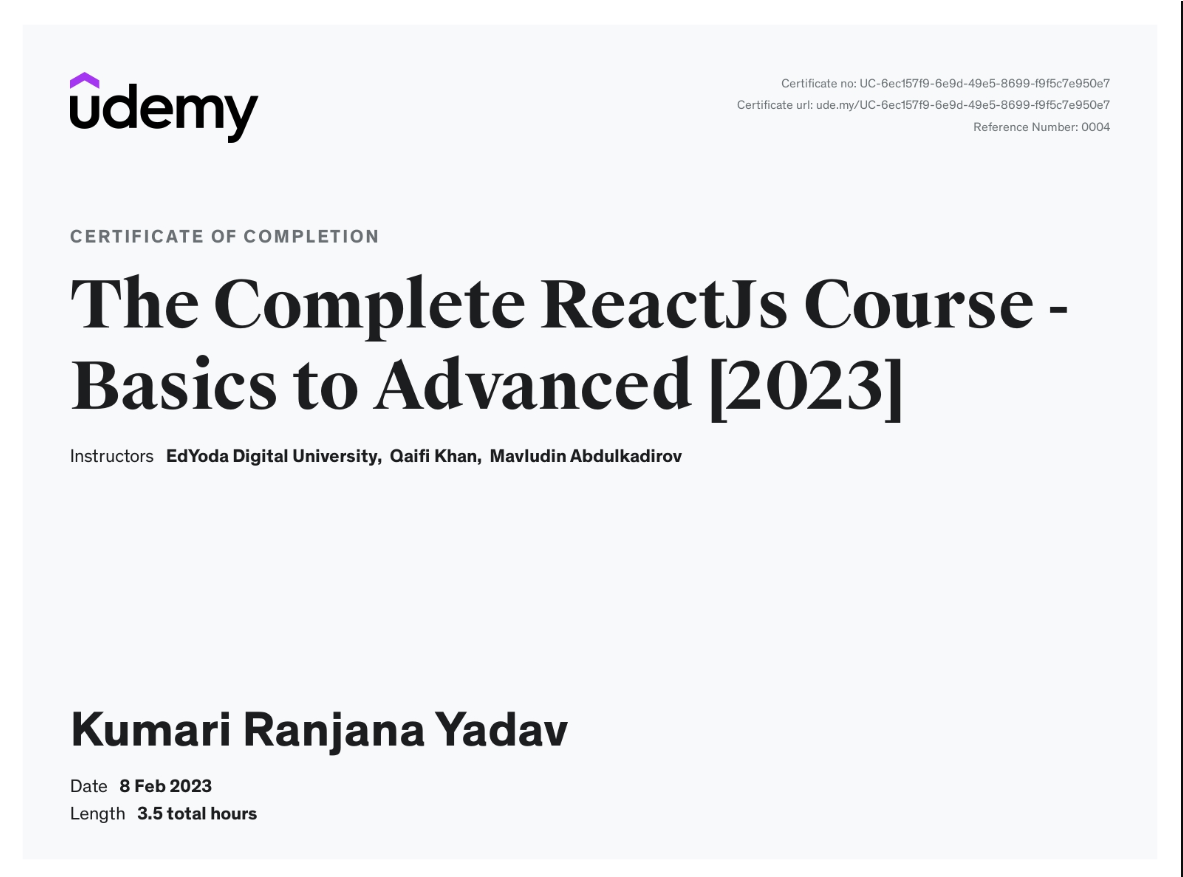 udemy
Certificate no: UC-6ec157f9-6e9d-49e5-8699-f9f5c7e950e7
Certificate url: ude.my/UC-6ec157f9-6e9d-49e5-8699-f9f5c7e950e7
Reference Number: 0004
CERTIFICATE OF COMPLETION
The Complete ReactJs Course -
Basics to Advanced [2023]
Instructors EdYoda Digital University, Qaifi Khan, Mavludin Abdulkadirov
Kumari Ranjana Yadav
Date 8 Feb 2023
Length 3.5 total hours